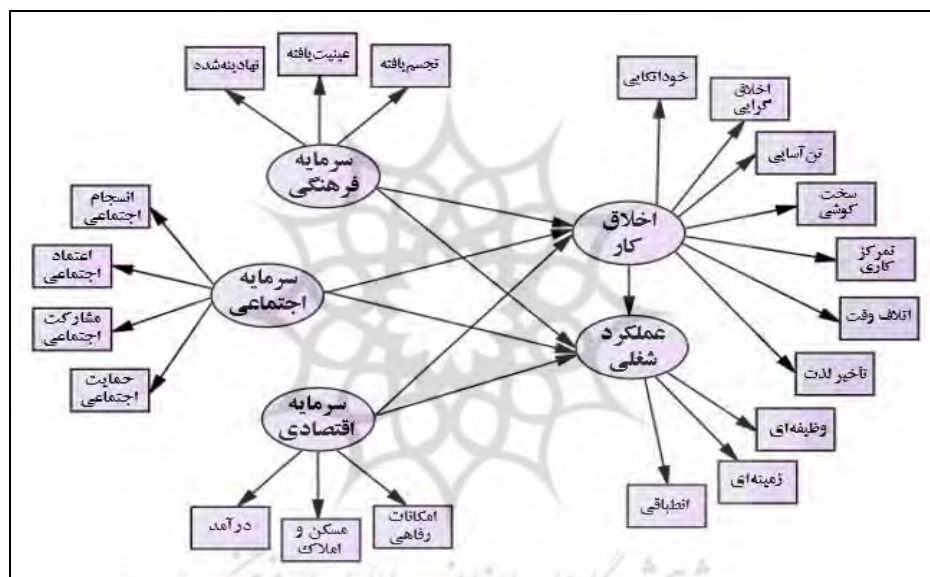 تجسم‌یافته
عینیت‌یافته
نهادینه‌شده
سرمایه
فرهنگی
خوداتکایی
اخلاق
گرایی
تن‌آسایی
سخت
کوشی
تمرکز
کاری
اتلاف وقت
تأخیر لذت
اخلاق
کار
انسجام
اجتماعی
اعتماد
اجتماعی
مشارکت
اجتماعی
حمایت
اجتماعی
سرمایه
اجتماعی
عملکرد
شغلی
وظیفه‌ای
زمینه‌ای
انطباقی
سرمایه
اقتصادی
امکانات
رفاهی
مسکن و
املاک
درآمد